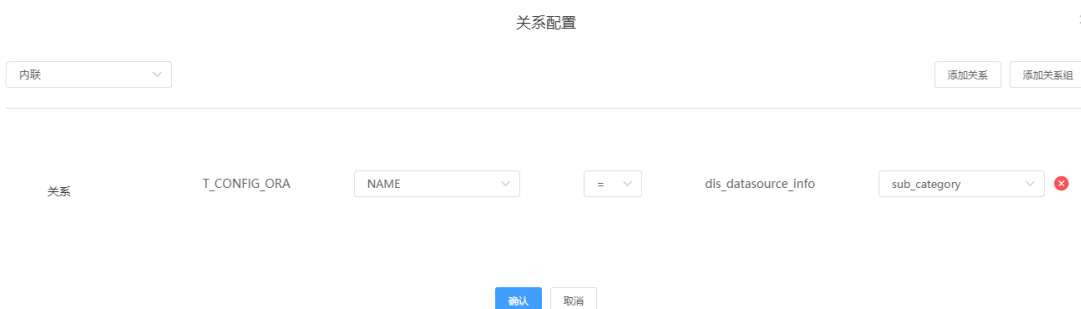 关系配置
内联
添加关系 添加关系组
关系 T_CONFIG_ORA NAME = dis_datasource_info sub_category
确认 取消